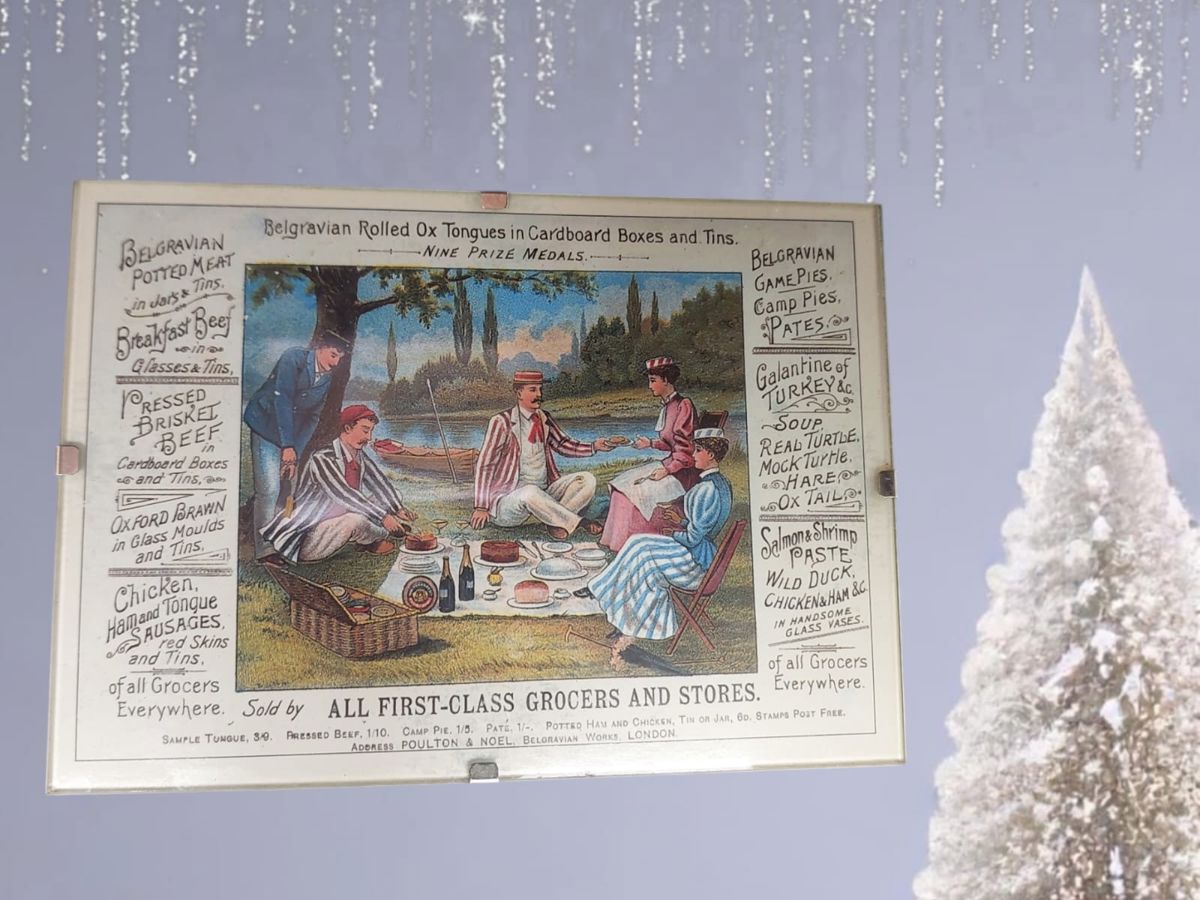 Belgravian Rolled Ox Tongues in Cardboard Boxes and Tins.
NINE PRIZE MEDALS.
BELGRAVIAN
POTTED MEAT
in Jars & Tins.
Breakfast Beef
in
Glasses & Tins,
PRESSED
BRISKET
BEEF
in
Cardboard Boxes
and Tins,
OXFORD BRAWN
in Glass Moulds
and Tins,
Chicken,
Ham and Tongue
SAUSAGES,
red Skins
and Tins,
of all Grocers
Everywhere.
BELGRAVIAN
GAME PIES,
Camp Pies,
PATES,
Galantine of
TURKEY &c,
SOUP
REAL TURTLE,
MOCK TURTLE,
HARE,
OX TAIL,
Salmon & Shrimp
PASTE,
WILD DUCK,
CHICKEN & HAM &c.
IN HANDSOME
GLASS VASES.
of all Grocers
Everywhere.
Sold by ALL FIRST-CLASS GROCERS AND STORES.
SAMPLE TONGUE, 3/9. PRESSED BEEF, 1/10. CAMP PIE, 1/5. PATÉ, 1/-. POTTED HAM AND CHICKEN, TIN OR JAR, 6D. STAMPS POST FREE.
ADDRESS POULTON & NOEL, BELGRAVIAN WORKS, LONDON.